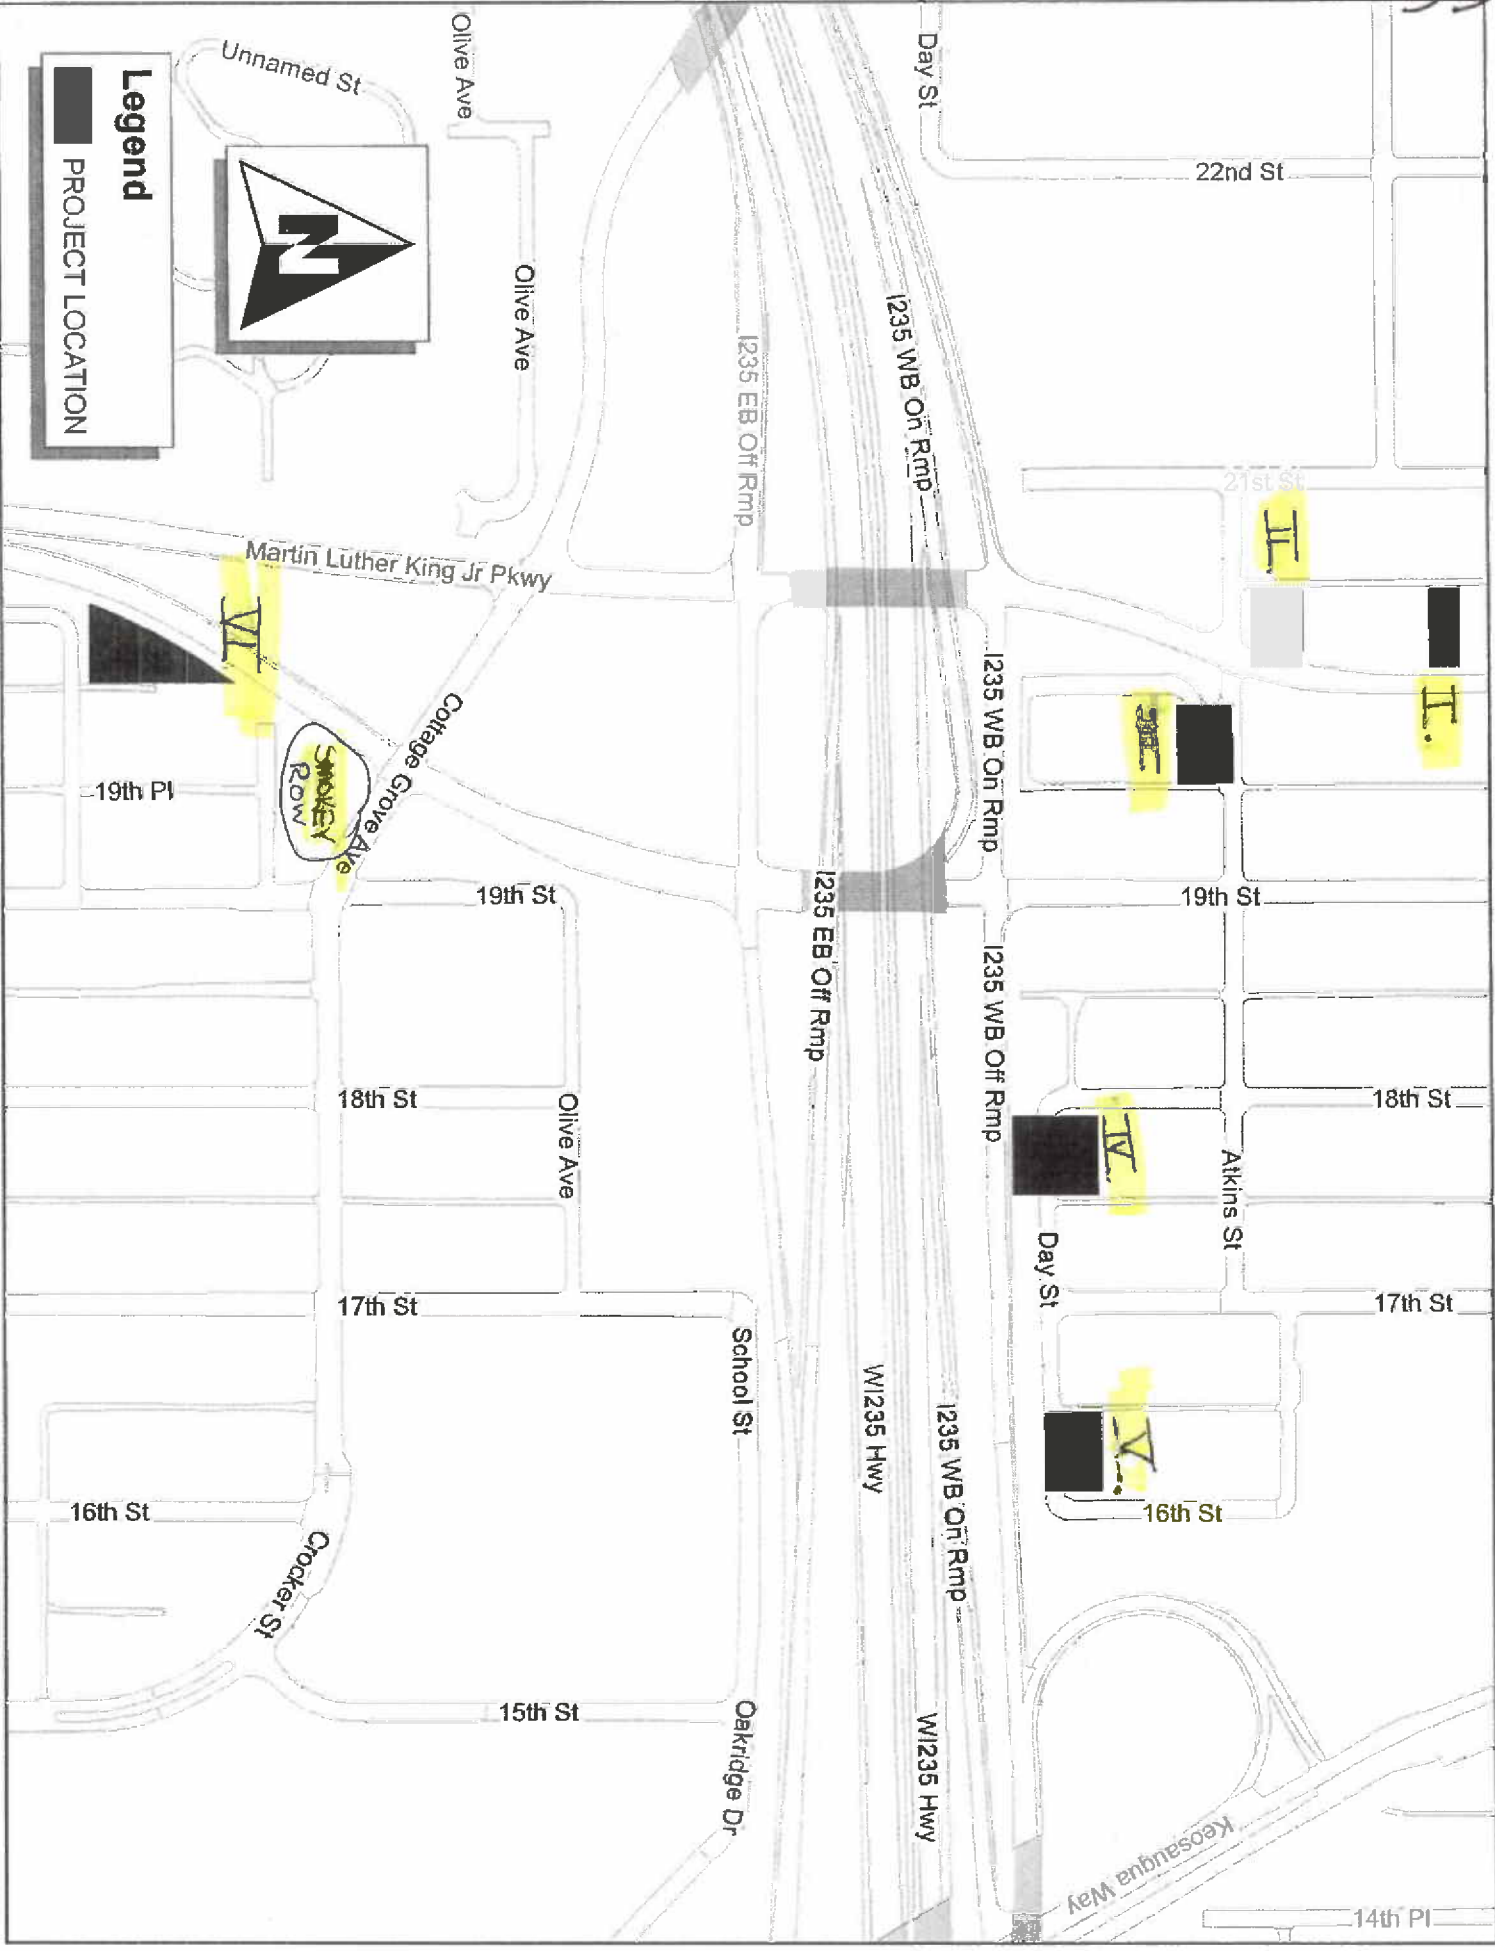 Olive Ave
Day St
Unnamed St
22nd St
Legend
PROJECT LOCATION
N
Olive Ave
I235 EB Off Rmp
I235 WB On Rmp
21st St
II.
I.
III
Martin Luther King Jr Pkwy
VI
Cottage Grove Ave
I235 WB On Rmp
19th Pl
SMOKEY
ROW
19th St
I235 EB Off Rmp
I235 WB Off Rmp
19th St
18th St
Olive Ave
IV.
Atkins St
18th St
17th St
School St
Day St
17th St
WI235 Hwy
I235 WB On Rmp
V.
16th St
16th St
Crocker St
15th St
Oakridge Dr
WI235 Hwy
Keosauqua Way
14th Pl